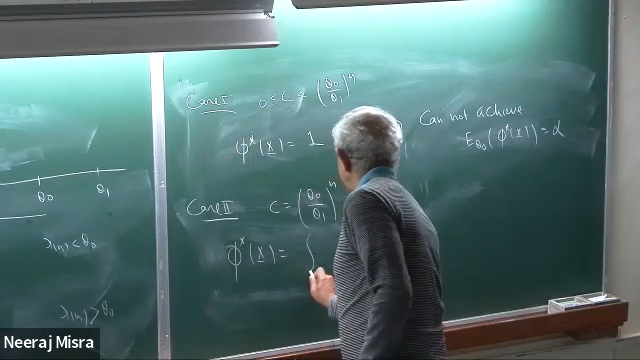 θ₀ θ₁
x₍ₙ₎ < θ₀
x₍ₙ₎ > θ₀
Case I 0 < C < (θ₀/θ₁)ⁿ
φ*(x̲) = 1
Can not achieve
E_θ₀(φ*(x̲)) = α
Case II C = (θ₀/θ₁)ⁿ
φ*(x̲) =
Neeraj Misra